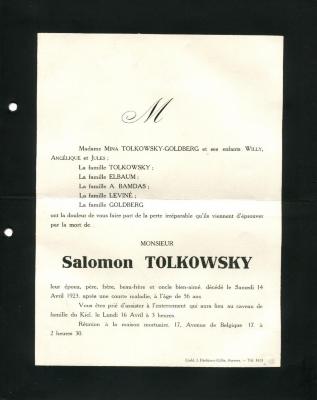 M
Madame MINA TOLKOWSKY-GOLDBERG et ses enfants WILLY,
ANGÉLIQUE et JULES ;
La famille TOLKOWSKY ;
La famille ELBAUM ;
La famille A BAMDAS ;
La famille LEVINÉ ;
La famille GOLDBERG
ont la douleur de vous faire part de la perte irréparable qu'ils viennent d'éprouver
par la mort de
MONSIEUR
Salomon TOLKOWSKY
leur époux, père, frère, beau-frère et oncle bien-aimé, décédé le Samedi 14
Avril 1923, après une courte maladie, à l'âge de 56 ans.
Vous êtes prié d'assister à l'enterrement qui aura lieu au caveau de
famille du Kiel, le Lundi 16 Avril à 3 heures.
Réunion à la maison mortuaire, 17, Avenue de Belgique 17, à
2 heures 30.
Anvers. — Tél.